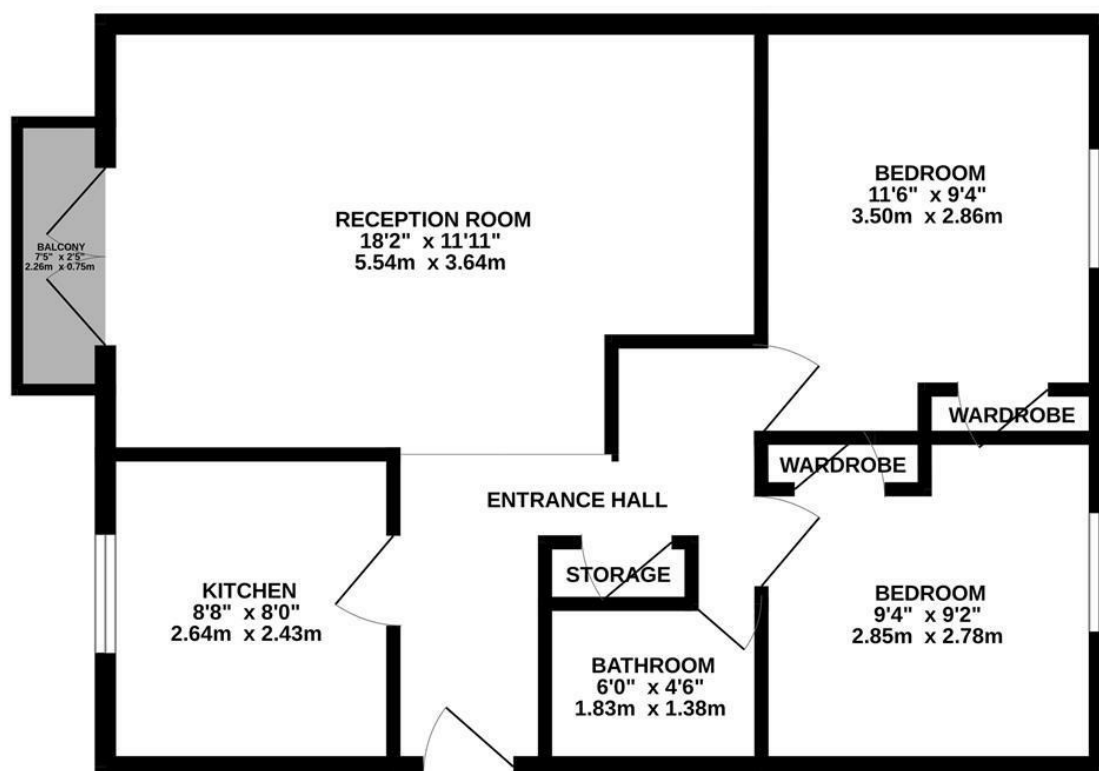 BEDROOM
11'6" x 9'4"
3.50m x 2.86m
RECEPTION ROOM
18'2" x 11'11"
5.54m x 3.64m
BALCONY
7'5" x 2'5"
2.26m x 0.75m
WARDROBE
WARDROBE
ENTRANCE HALL
STORAGE
KITCHEN
8'8" x 8'0"
2.64m x 2.43m
BEDROOM
9'4" x 9'2"
2.85m x 2.78m
BATHROOM
6'0" x 4'6"
1.83m x 1.38m